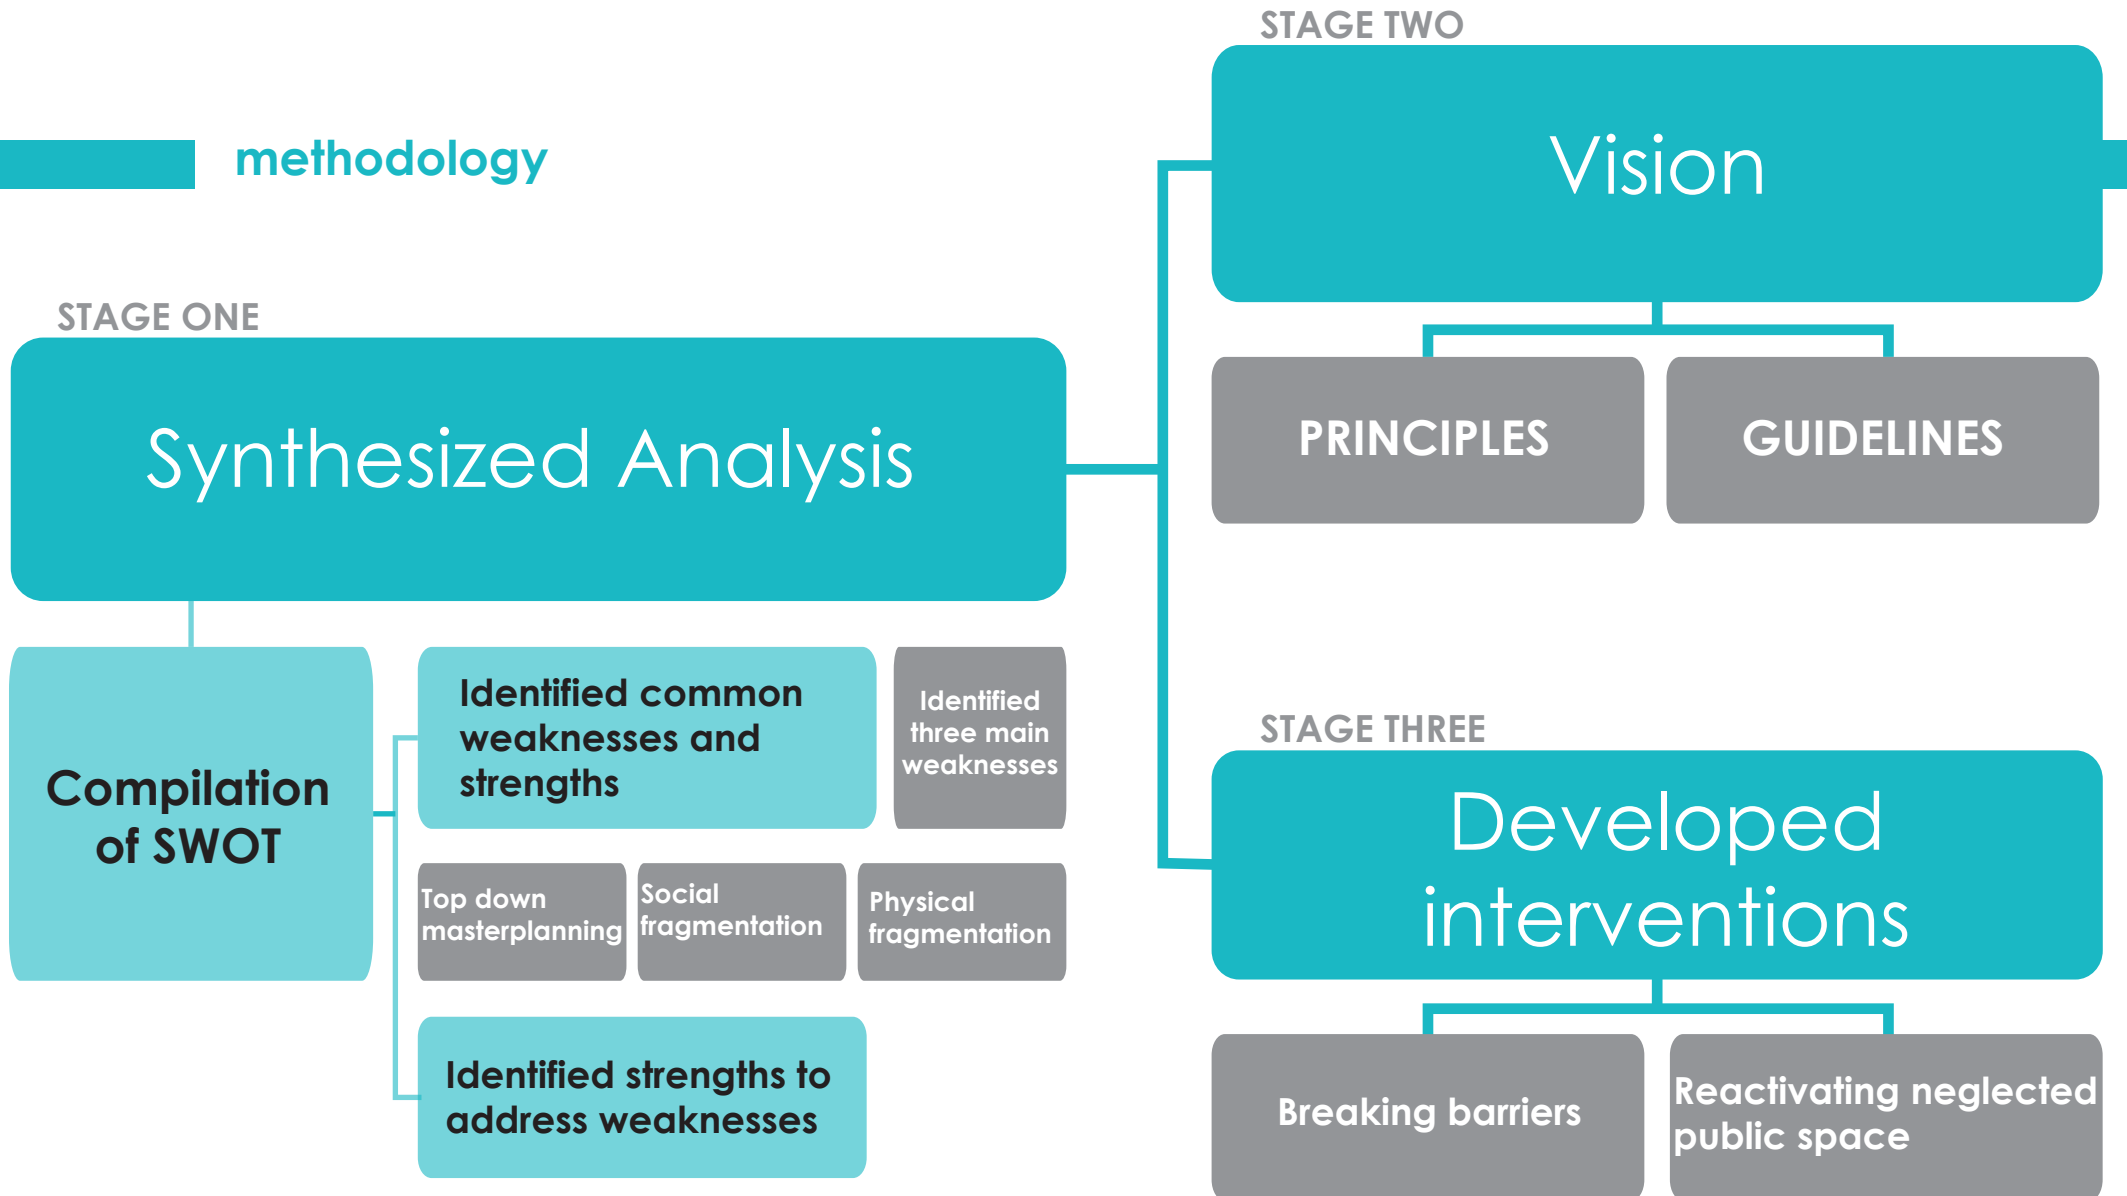 methodology
STAGE ONE
Synthesized Analysis
Compilation
of SWOT
Identified common
weaknesses and
strengths
Identified
three main
weaknesses
Top down
masterplanning
Social
fragmentation
Physical
fragmentation
Identified strengths to
address weaknesses
STAGE TWO
Vision
PRINCIPLES
GUIDELINES
STAGE THREE
Developed
interventions
Breaking barriers
Reactivating neglected
public space